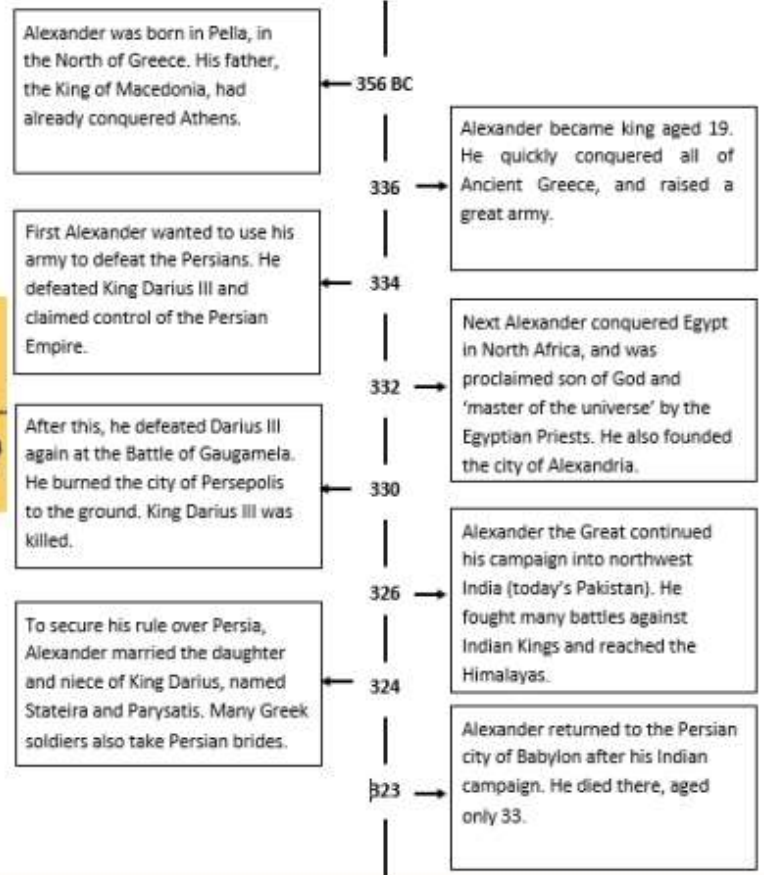 Alexander was born in Pella, in
the North of Greece. His father,
the King of Macedonia, had
already conquered Athens.
356 BC
Alexander became king aged 19.
He quickly conquered all of
Ancient Greece, and raised a
great army.
336
First Alexander wanted to use his
army to defeat the Persians. He
defeated King Darius III and
claimed control of the Persian
Empire.
334
Next Alexander conquered Egypt
in North Africa, and was
proclaimed son of God and
‘master of the universe’ by the
Egyptian Priests. He also founded
the city of Alexandria.
332
After this, he defeated Darius III
again at the Battle of Gaugamela.
He burned the city of Persepolis
to the ground. King Darius III was
killed.
330
Alexander the Great continued
his campaign into northwest
India (today's Pakistan). He
fought many battles against
Indian Kings and reached the
Himalayas.
326
To secure his rule over Persia,
Alexander married the daughter
and niece of King Darius, named
Stateira and Parysatis. Many Greek
soldiers also take Persian brides.
324
Alexander returned to the Persian
city of Babylon after his Indian
campaign. He died there, aged
only 33.
323